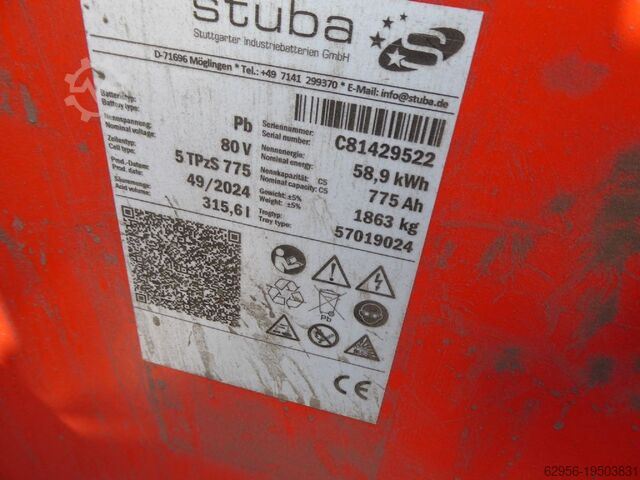 stuba
Stuttgarter Industriebatterien GmbH
D-71696 Möglingen * Tel.: +49 7141 299370 * E-Mail: info@stuba.de
Batterietyp:
Battery type: Pb
Seriennummer:
Serial number: C81429522
Nennspannung:
Nominal voltage: 80 V
Nennenergie:
Nominal energy: 58,9 kWh
Zellentyp:
Cell type: 5 TPzS 775
Nennkapazität: C5
Nominal capacity: C5 775 Ah
Prod.-Datum:
Prod.-Date: 49/2024
Gewicht: ±5%
Weight: ±5% 1863 kg
Säurevolumen:
Acid volume: 315,6 l
Trogtyp:
Tray type: 57019024
Pb
CE
62956-19503831